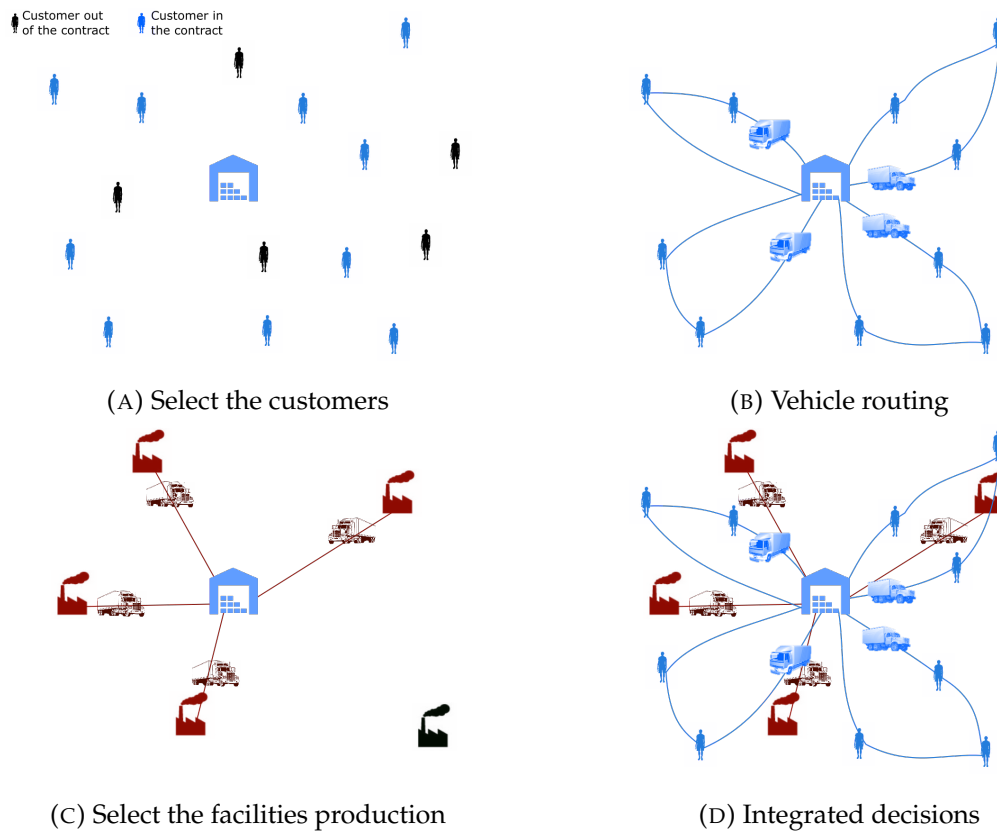 Customer out
of the contract
Customer in
the contract
(A) Select the customers
(B) Vehicle routing
(C) Select the facilities production
(D) Integrated decisions